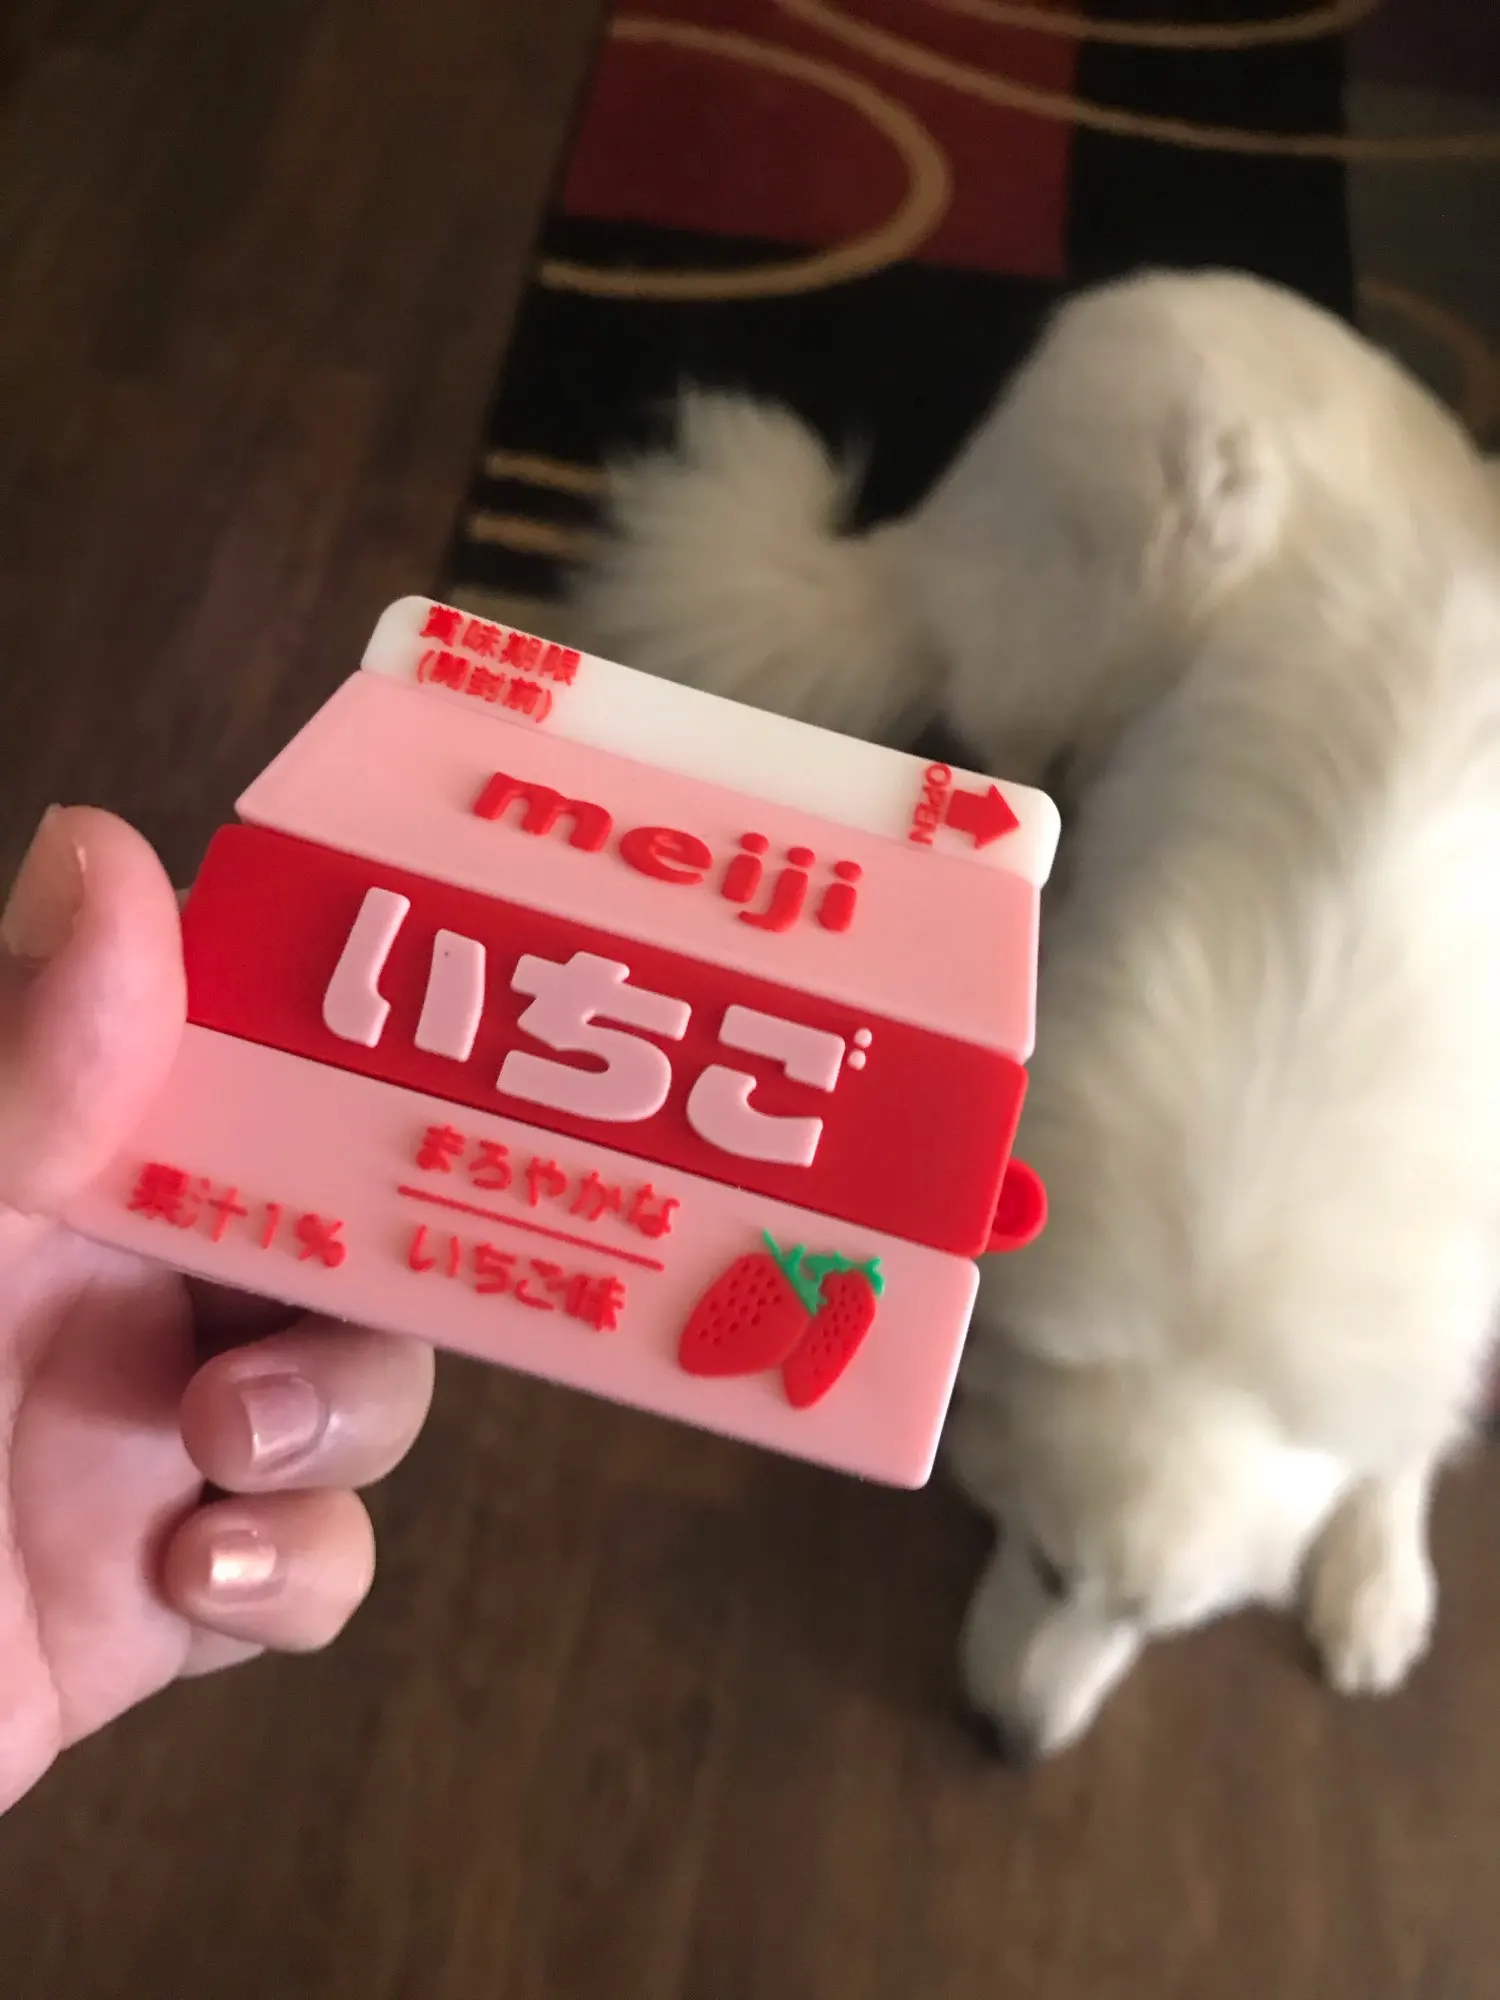 賞味期限
(開封前)
OPEN
meiji
いちご
まろやかな
いちご味
果汁1%